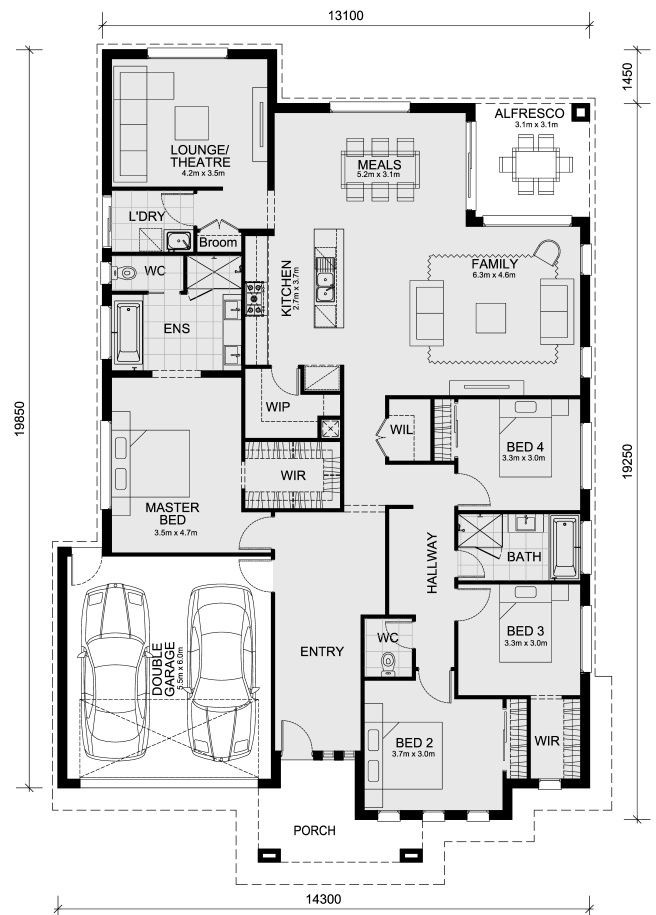 13100
1450
ALFRESCO
3.1m x 3.1m
LOUNGE/
THEATRE
4.2m x 3.5m
MEALS
5.2m x 3.1m
L'DRY
Broom
WC
KITCHEN
2.7m x 3.7m
FAMILY
6.3m x 4.6m
ENS
19850
WIP
WIL
BED 4
3.3m x 3.0m
19250
WIR
MASTER
BED
3.5m x 4.7m
HALLWAY
BATH
DOUBLE
GARAGE
5.5m x 6.0m
WC
BED 3
3.3m x 3.0m
ENTRY
BED 2
3.7m x 3.0m
WIR
PORCH
14300